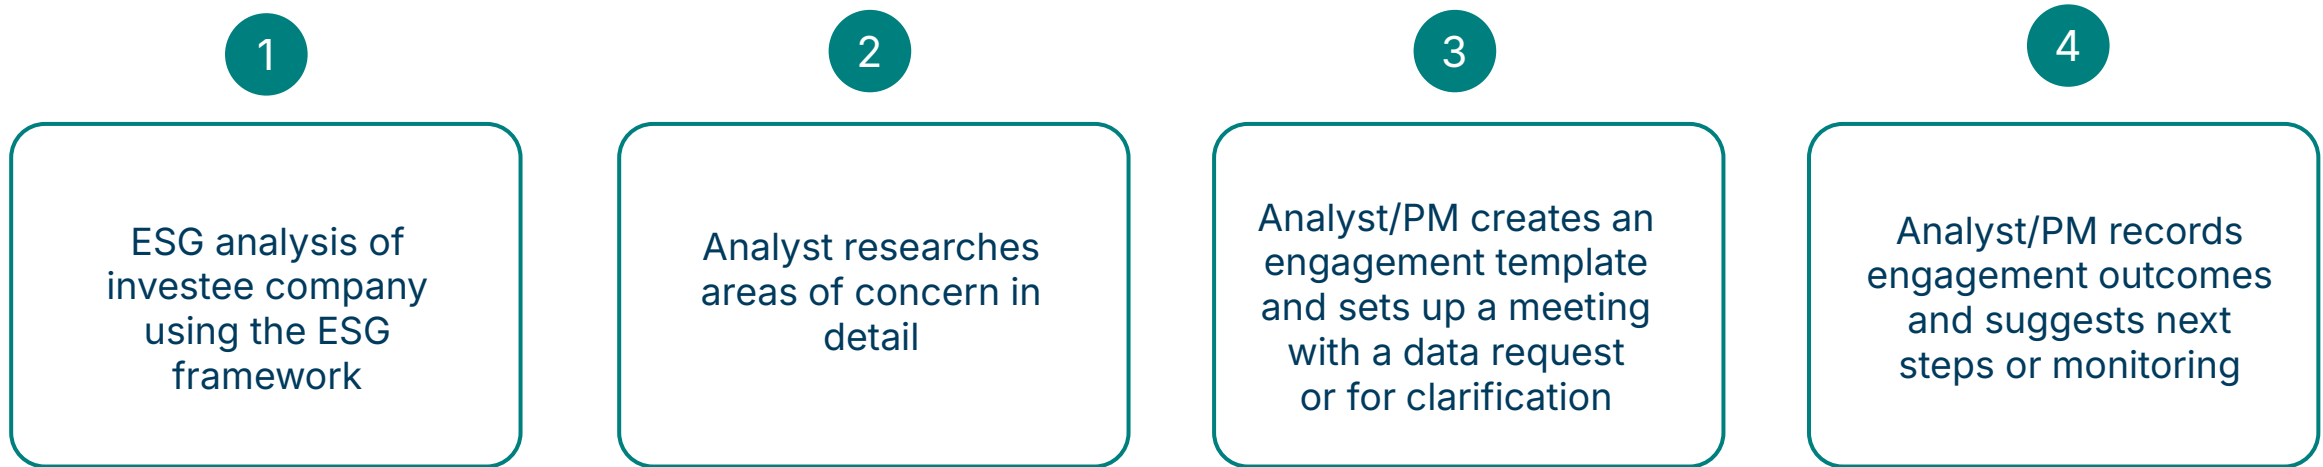 1
ESG analysis of
investee company
using the ESG
framework
2
Analyst researches
areas of concern in
detail
3
Analyst/PM creates an
engagement template
and sets up a meeting
with a data request
or for clarification
4
Analyst/PM records
engagement outcomes
and suggests next
steps or monitoring